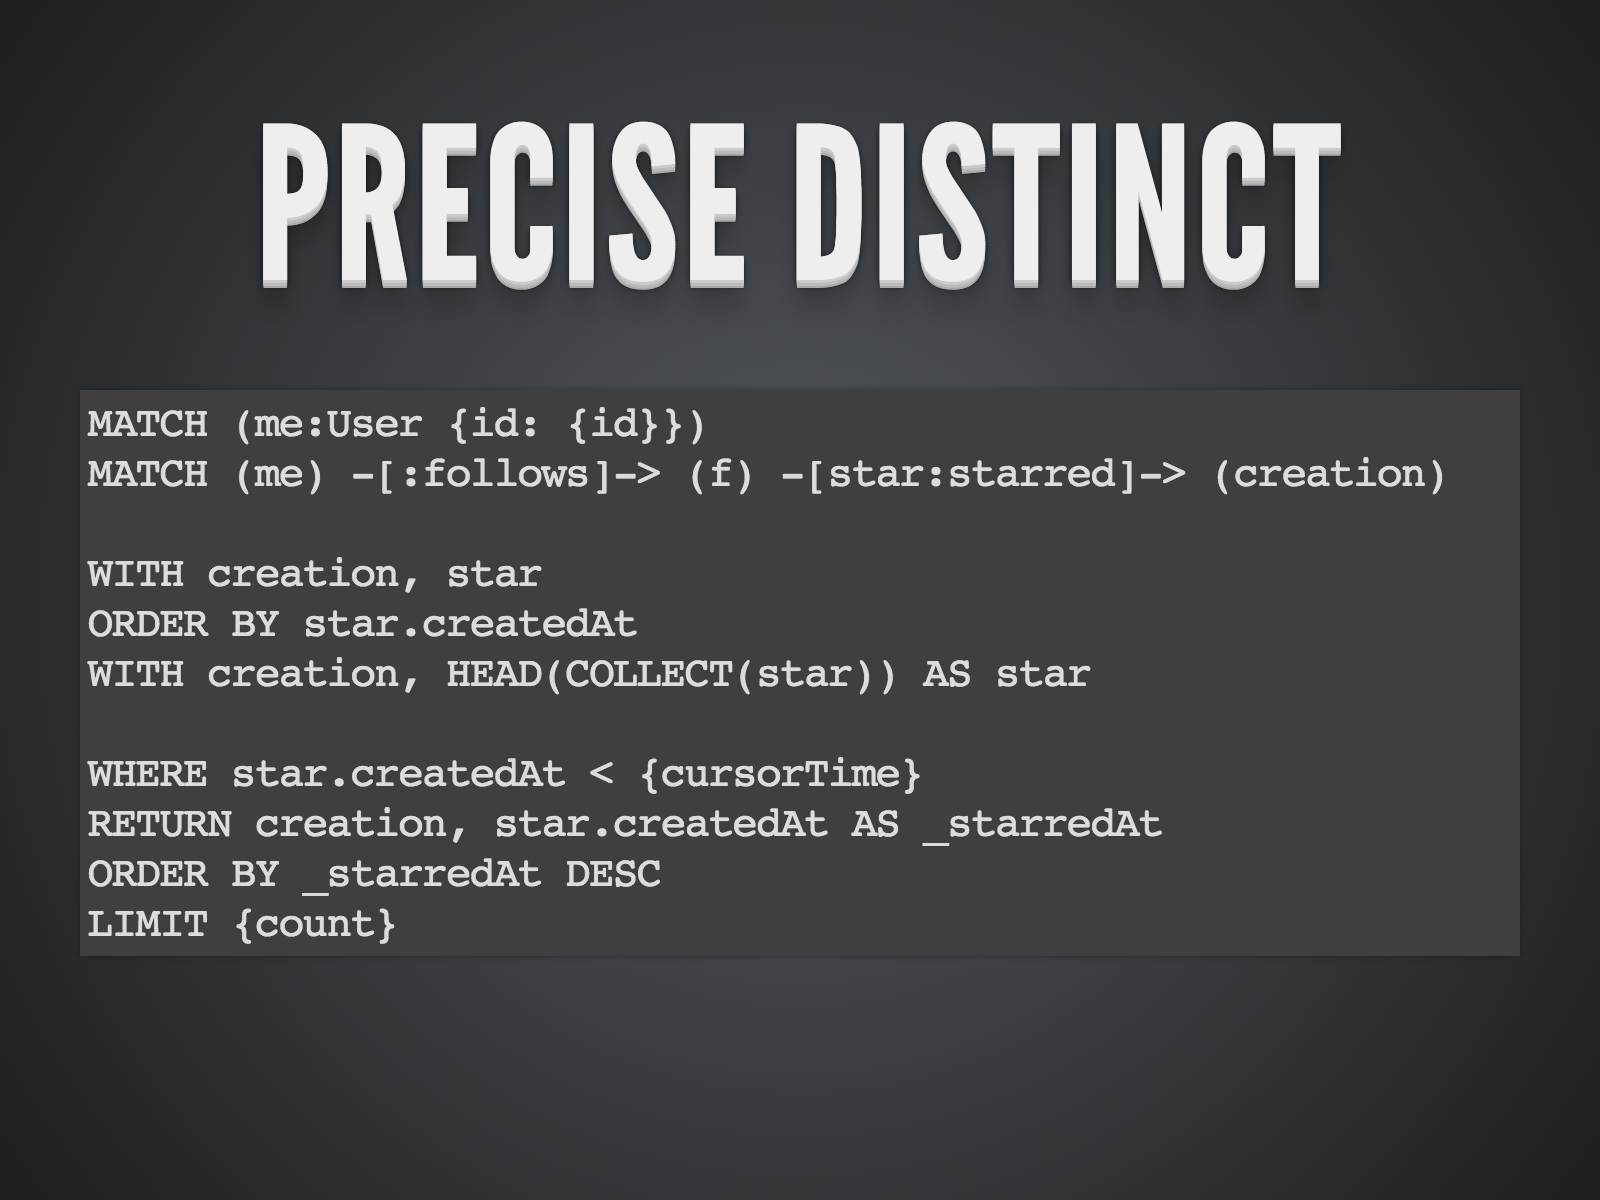 PRECISE DISTINCT
MATCH (me:User {id: {id}})
MATCH (me) -[:follows]-> (f) -[star:starred]-> (creation)
WITH creation, star
ORDER BY star.createdAt
WITH creation, HEAD(COLLECT(star)) AS star
WHERE star.createdAt < {cursorTime}
RETURN creation, star.createdAt AS _starredAt
ORDER BY _starredAt DESC
LIMIT {count}